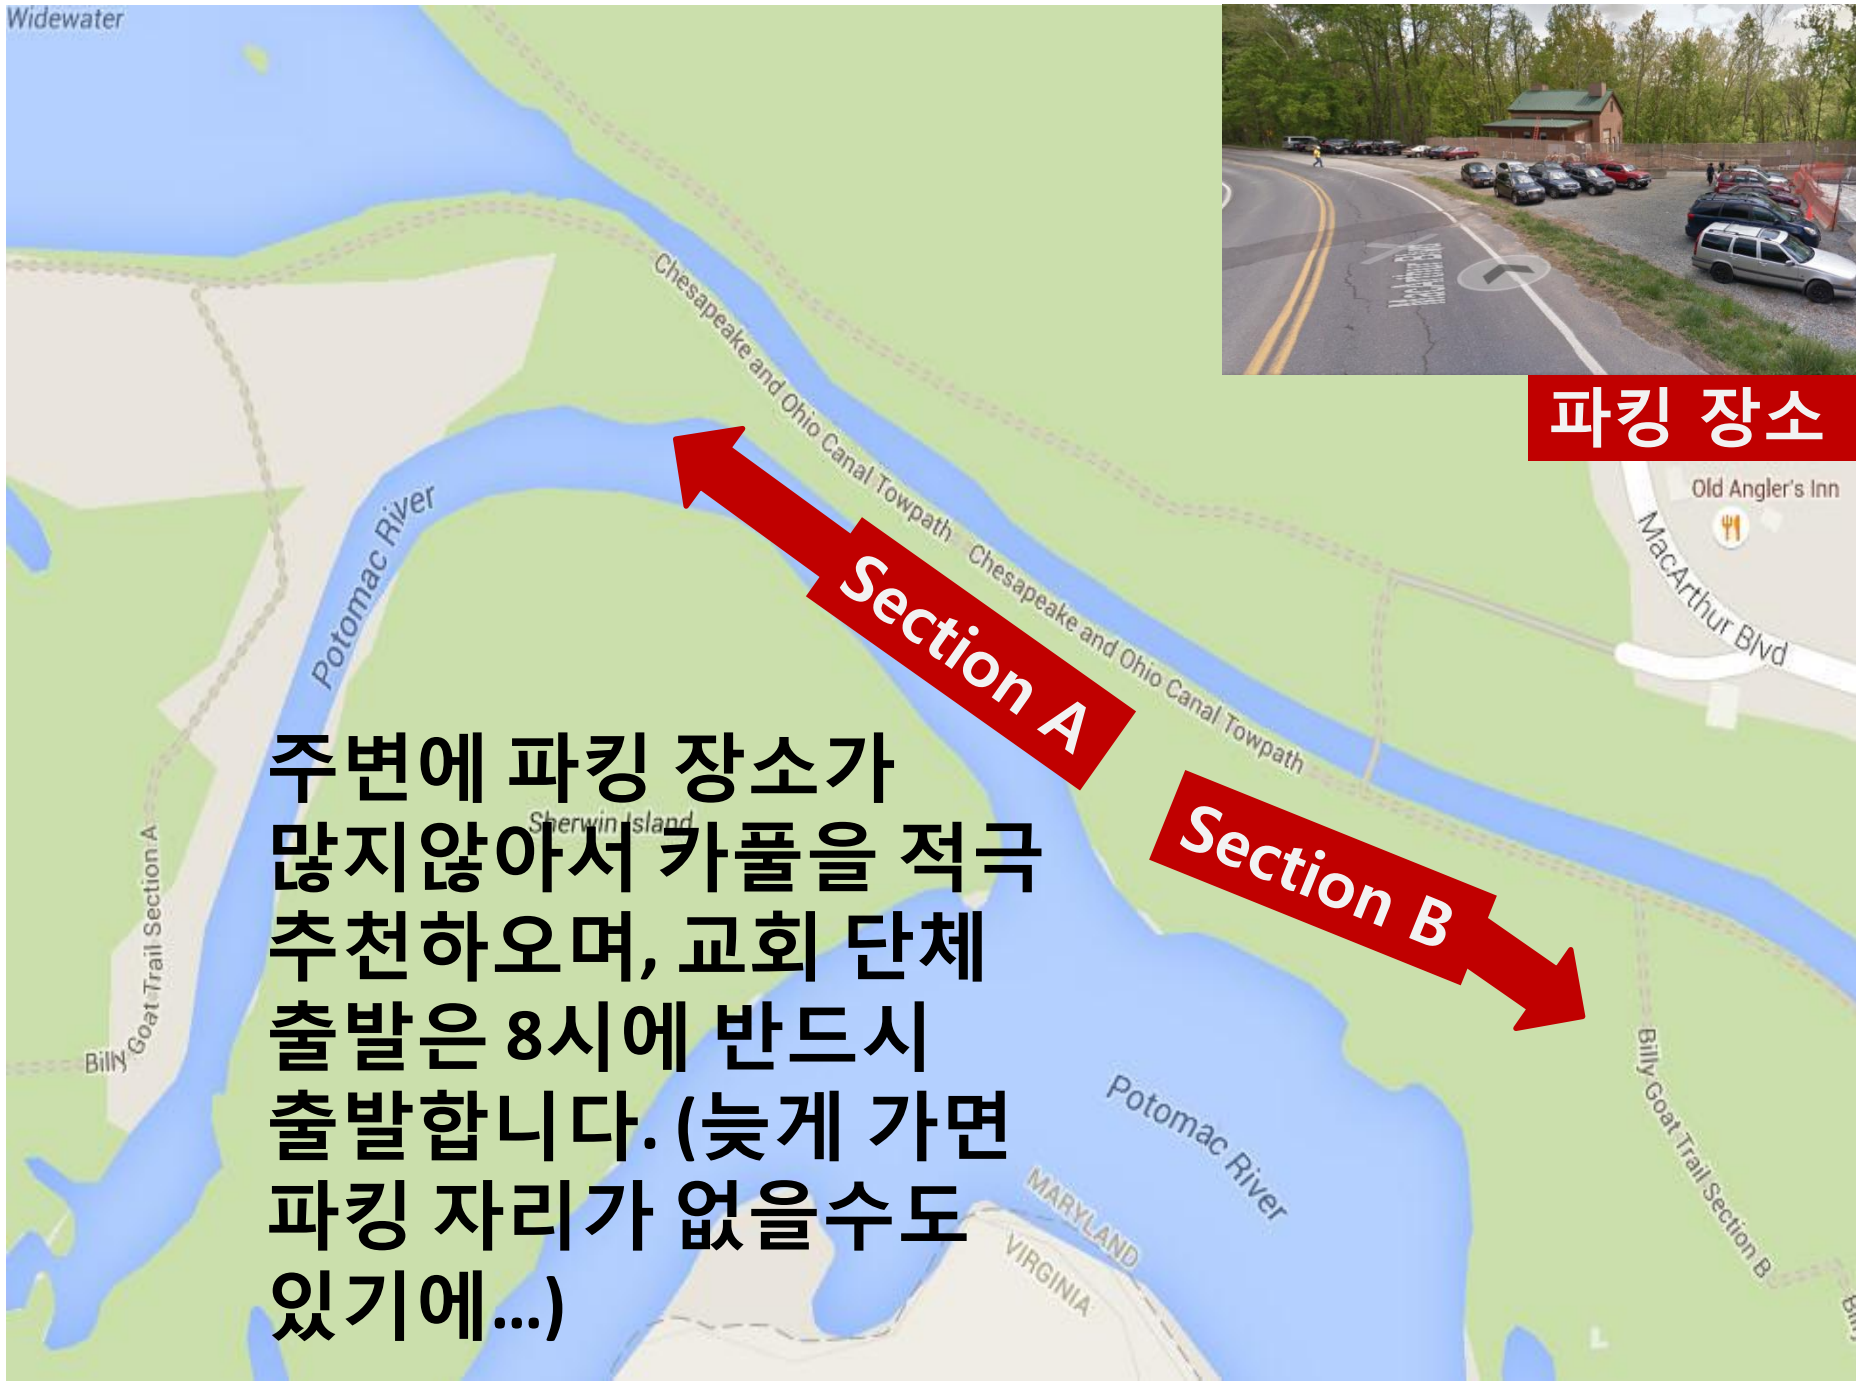 Widewater
MacArthur Blvd
파킹 장소
Old Angler's Inn
MacArthur Blvd
Chesapeake and Ohio Canal Towpath
Chesapeake and Ohio Canal Towpath
Potomac River
Section A
Section B
Sherwin Island
주변에 파킹 장소가
많지않아서 카풀을 적극
추천하오며, 교회 단체
출발은 8시에 반드시
출발합니다. (늦게 가면
파킹 자리가 없을수도
있기에...)
Billy Goat Trail Section A
Potomac River
MARYLAND
VIRGINIA
Billy Goat Trail Section B